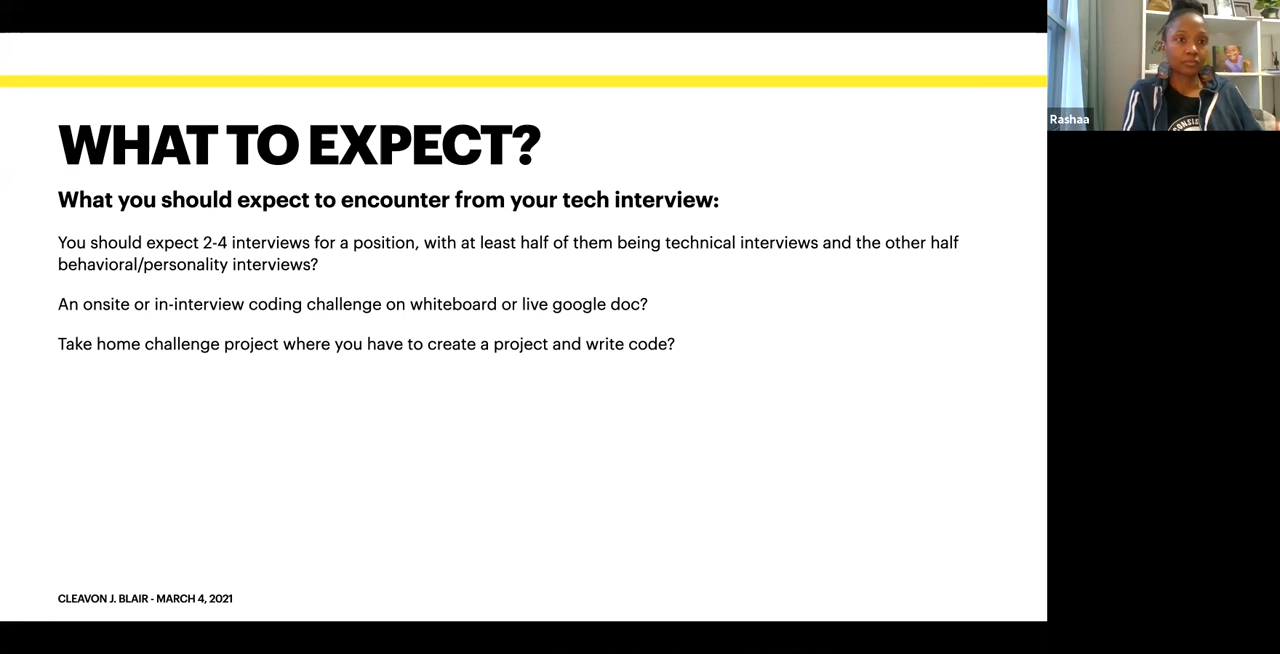 WHAT TO EXPECT?
What you should expect to encounter from your tech interview:
You should expect 2-4 interviews for a position, with at least half of them being technical interviews and the other half
behavioral/personality interviews?
An onsite or in-interview coding challenge on whiteboard or live google doc?
Take home challenge project where you have to create a project and write code?
CLEAVON J. BLAIR - MARCH 4, 2021
Rashaa